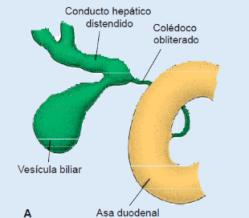 Conducto hepático
distendido
Colédoco
obliterado
Vesícula biliar
A
Asa duodenal